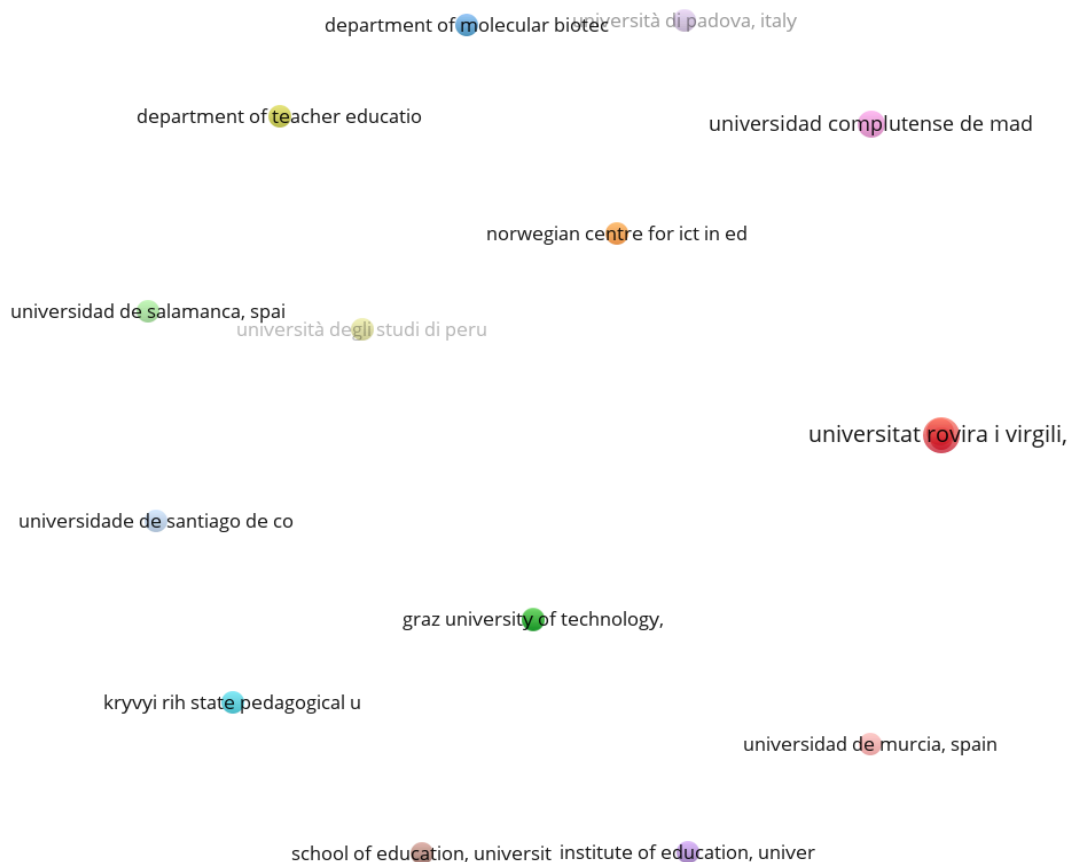 department of molecular biotec
università di padova, italy
department of teacher educatio
universidad complutense de mad
norwegian centre for ict in ed
universidad de salamanca, spai
università degli studi di peru
universitat rovira i virgili,
universidade de santiago de co
graz university of technology,
kryvyi rih state pedagogical u
universidad de murcia, spain
school of education, universit
institute of education, univer